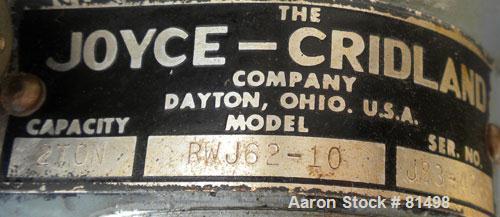 THE
JOYCE-CRIDLAND
COMPANY
DAYTON, OHIO. U.S.A.
CAPACITY MODEL SER. NO.
2TON RWJ62-10
Aaron Stock # 81498